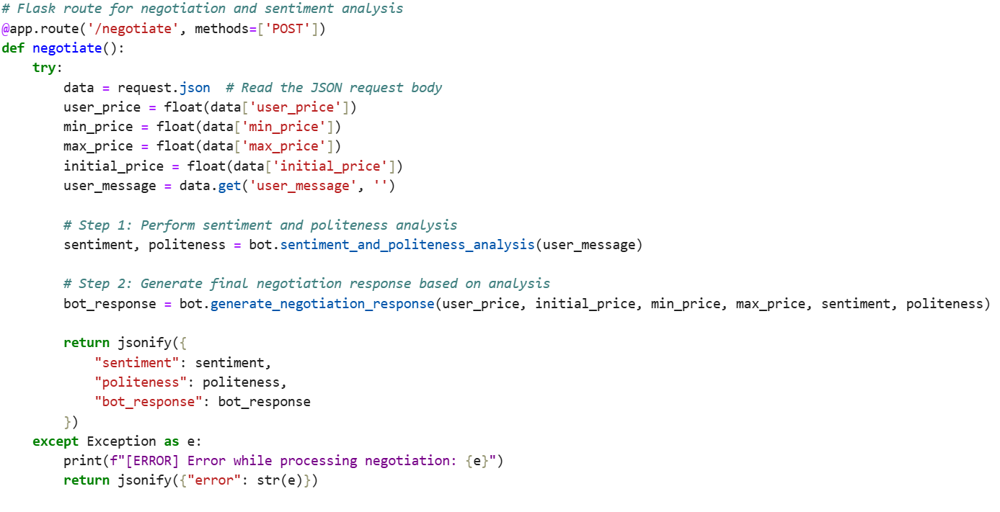 # Flask route for negotiation and sentiment analysis
@app.route('/negotiate', methods=['POST'])
def negotiate():
    try:
        data = request.json  # Read the JSON request body
        user_price = float(data['user_price'])
        min_price = float(data['min_price'])
        max_price = float(data['max_price'])
        initial_price = float(data['initial_price'])
        user_message = data.get('user_message', '')

        # Step 1: Perform sentiment and politeness analysis
        sentiment, politeness = bot.sentiment_and_politeness_analysis(user_message)

        # Step 2: Generate final negotiation response based on analysis
        bot_response = bot.generate_negotiation_response(user_price, initial_price, min_price, max_price, sentiment, politeness)

        return jsonify({
            "sentiment": sentiment,
            "politeness": politeness,
            "bot_response": bot_response
        })
    except Exception as e:
        print(f"[ERROR] Error while processing negotiation: {e}")
        return jsonify({"error": str(e)})